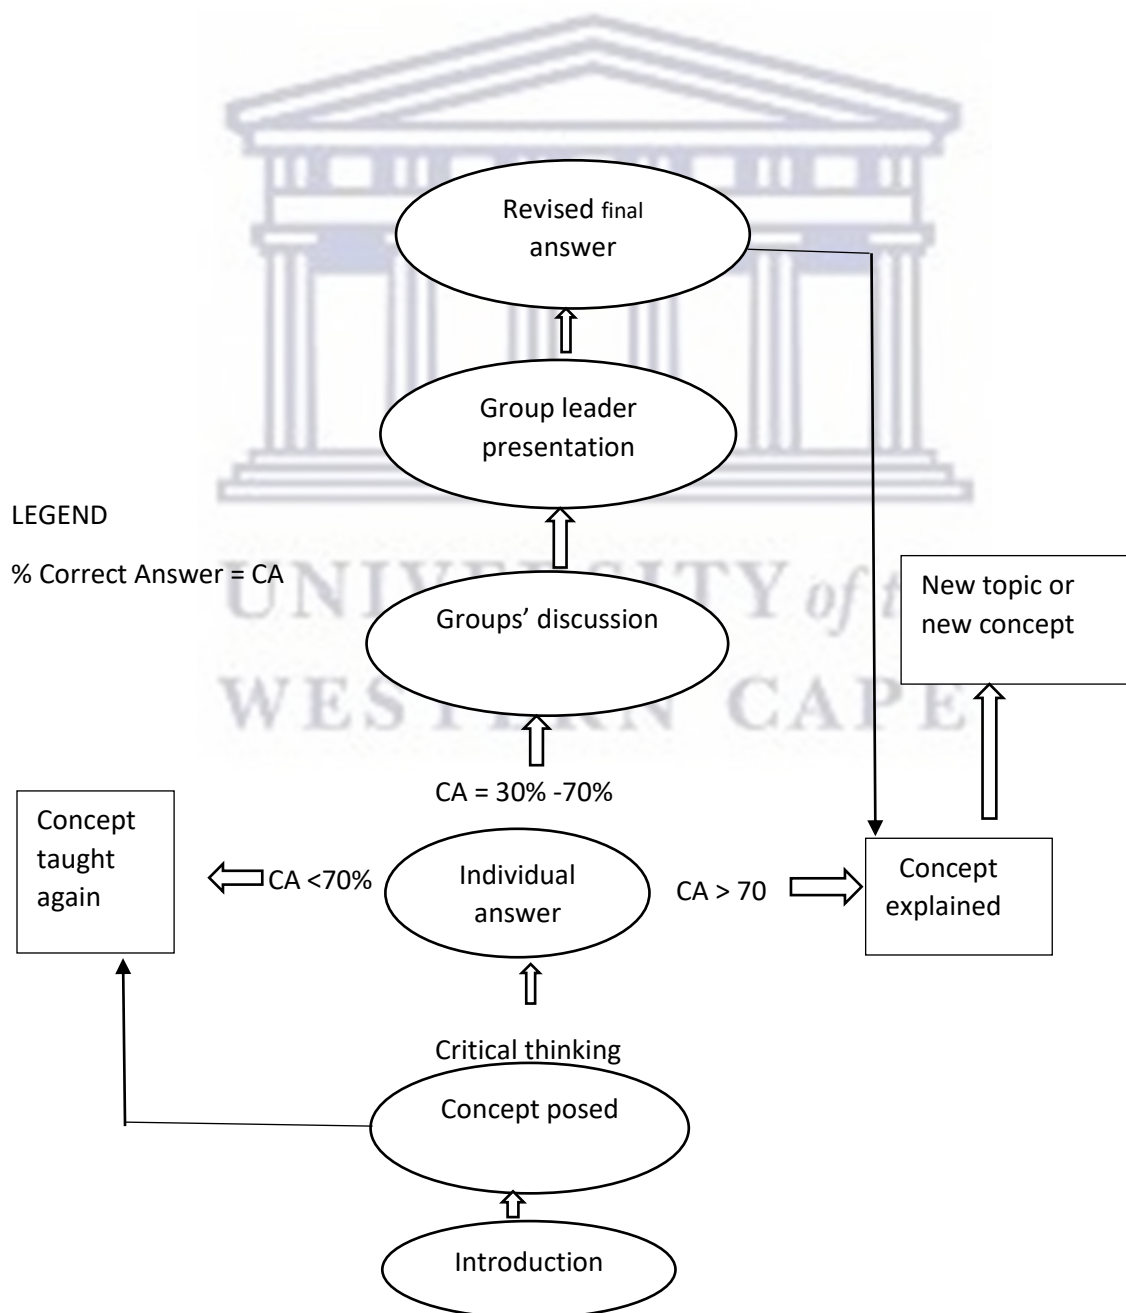 Revised final
answer
Group leader
presentation
LEGEND
% Correct Answer = CA
UNIVERSITY of t
WESTERN CAPE
Groups’ discussion
New topic or
new concept
CA = 30% -70%
Concept
taught
again
CA <70%
Individual
answer
CA > 70
Concept
explained
Critical thinking
Concept posed
Introduction